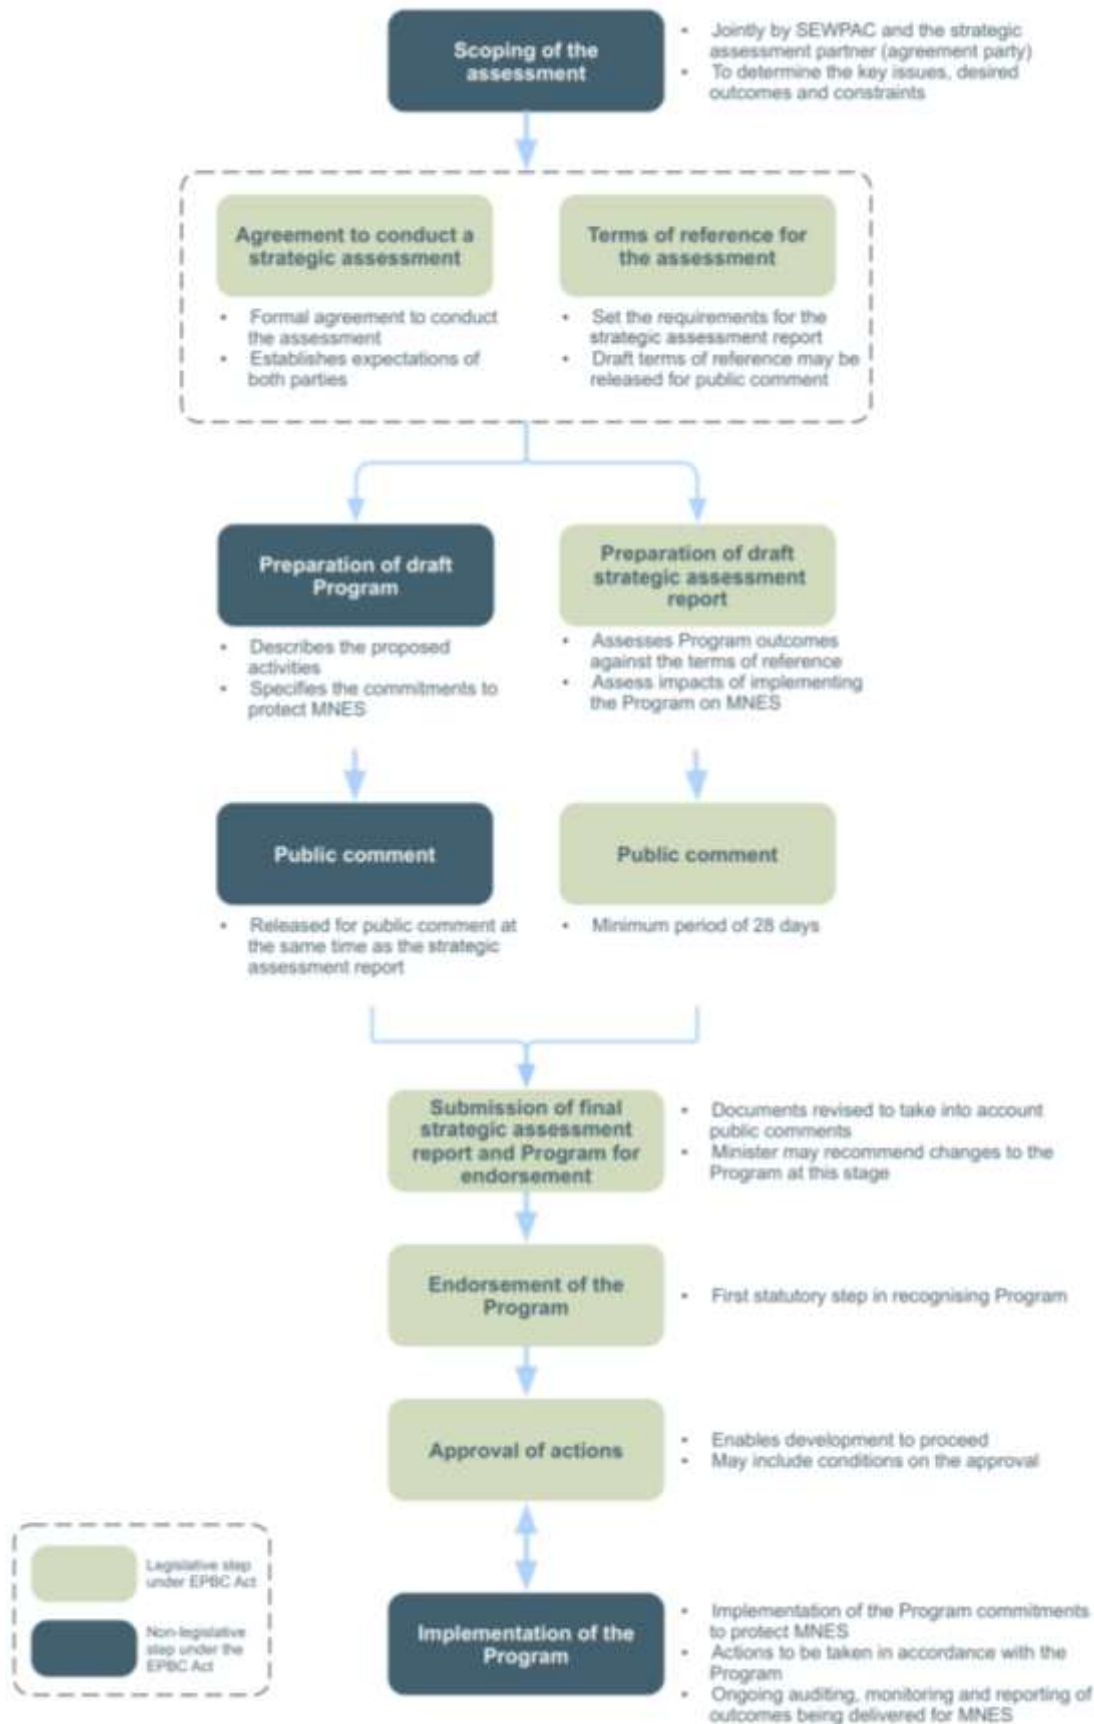 Scoping of the
assessment
• Jointly by SEWPAC and the strategic
assessment partner (agreement party)
• To determine the key issues, desired
outcomes and constraints
Agreement to conduct a
strategic assessment
• Formal agreement to conduct
the assessment
• Establishes expectations of
both parties
Terms of reference for
the assessment
• Set the requirements for the
strategic assessment report
• Draft terms of reference may be
released for public comment
Preparation of draft
Program
• Describes the proposed
activities
• Specifies the commitments to
protect MNES
Preparation of draft
strategic assessment
report
• Assesses Program outcomes
against the terms of reference
• Assess impacts of implementing
the Program on MNES
Public comment
• Released for public comment at
the same time as the strategic
assessment report
Public comment
• Minimum period of 28 days
Submission of final
strategic assessment
report and Program for
endorsement
• Documents revised to take into account
public comments
• Minister may recommend changes to the
Program at this stage
Endorsement of the
Program
• First statutory step in recognising Program
Approval of actions
• Enables development to proceed
• May include conditions on the approval
Implementation of the
Program
• Implementation of the Program commitments
to protect MNES
• Actions to be taken in accordance with the
Program
• Ongoing auditing, monitoring and reporting of
outcomes being delivered for MNES
Legislative step
under EPBC Act
Non-legislative
step under the
EPBC Act